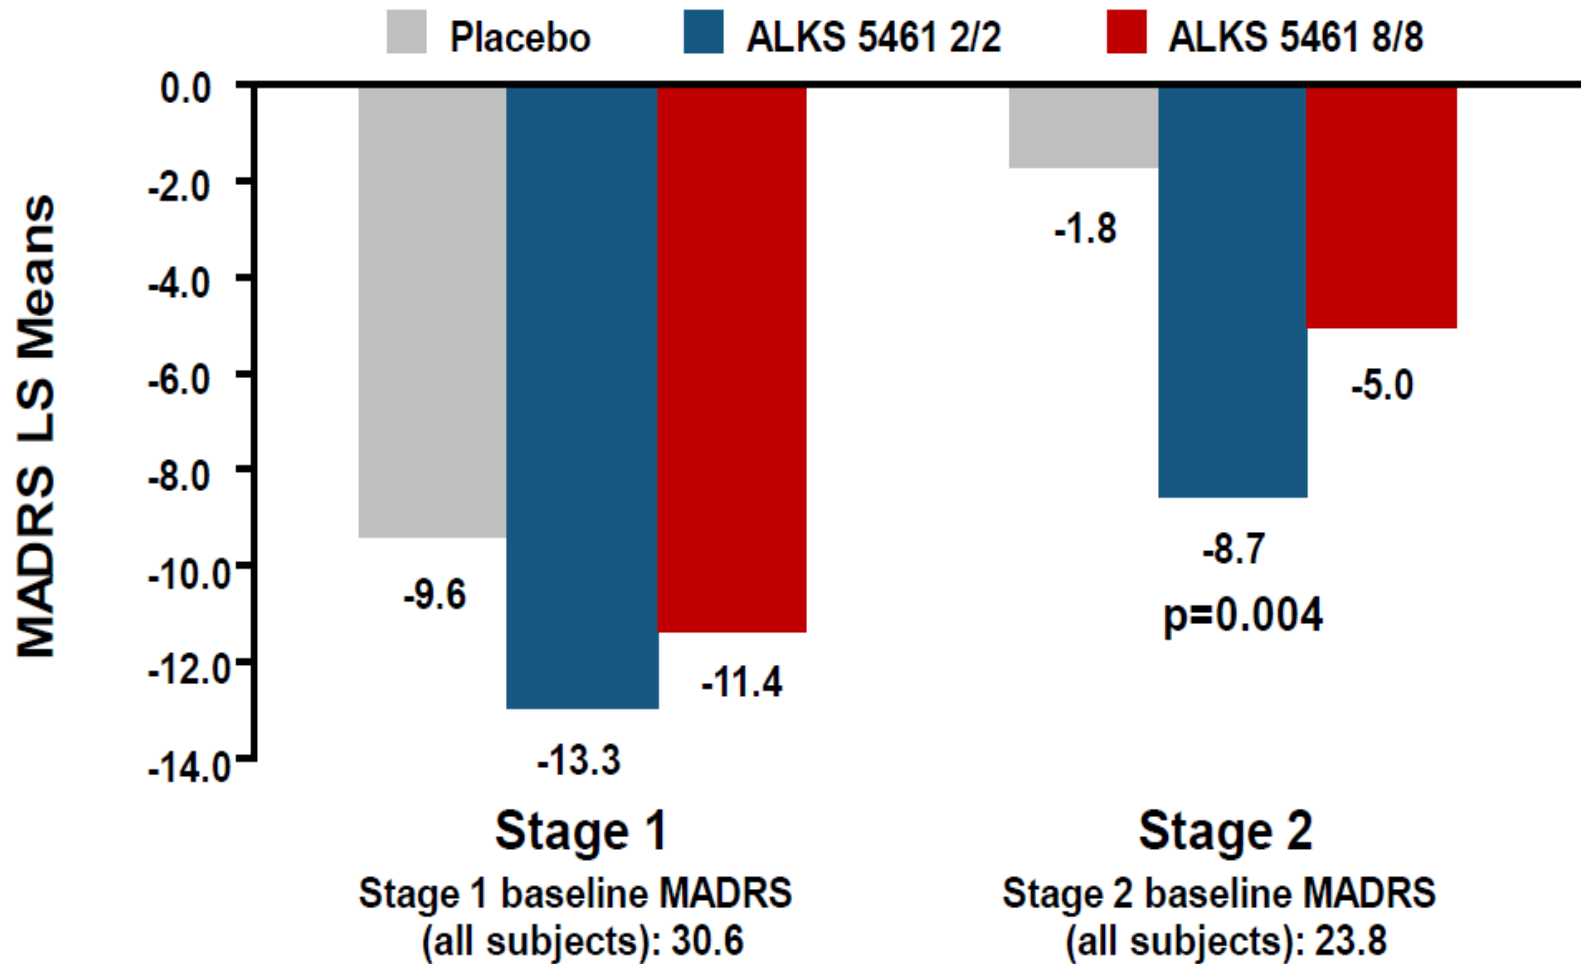 Placebo ALKS 5461 2/2 ALKS 5461 8/8
MADRS LS Means
0.0
-2.0
-4.0
-6.0
-8.0
-10.0
-12.0
-14.0
-9.6
-13.3
-11.4
-1.8
-8.7
p=0.004
-5.0
Stage 1
Stage 1 baseline MADRS
(all subjects): 30.6
Stage 2
Stage 2 baseline MADRS
(all subjects): 23.8